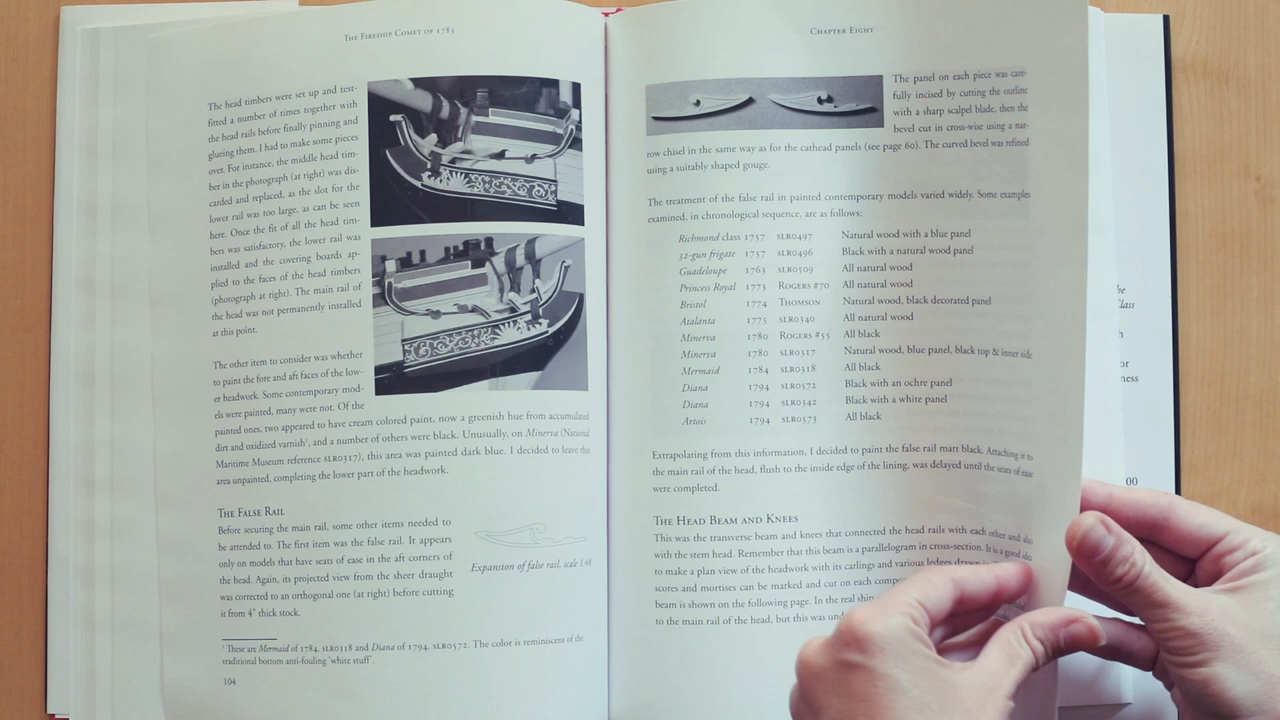 The Fireship Comet of 1783
The head timbers were set up and test-
fitted a number of times together with
the head rails before finally pinning and
glueing them. I had to make some pieces
over. For instance, the middle head tim-
ber in the photograph (at right) was dis-
carded and replaced, as the slot for the
lower rail was too large, as can be seen
here. Once the fit of all the head tim-
bers was satisfactory, the lower rail was
installed and the covering boards ap-
plied to the faces of the head timbers
(photograph at right). The main rail of
the head was not permanently installed
at this point.
The other item to consider was whether
to paint the fore and aft faces of the low-
er headwork. Some contemporary mod-
els were painted, many were not. Of the
painted ones, two appeared to have cream colored paint, now a greenish hue from accumulated
dirt and oxidized varnish¹, and a number of others were black. Unusually, on Minerva (National
Maritime Museum reference SLR0317), this area was painted dark blue. I decided to leave this
area unpainted, completing the lower part of the headwork.
The False Rail
Before securing the main rail, some other items needed to
be attended to. The first item was the false rail. It appears
only on models that have seats of ease in the aft corners of
the head. Again, its projected view from the sheer draught
was corrected to an orthogonal one (at right) before cutting
it from 4" thick stock.
Expansion of false rail, scale 1:48
¹ These are Mermaid of 1784, SLR0318 and Diana of 1794, SLR0572. The color is reminiscent of the
traditional bottom anti-fouling 'white stuff'.
104
Chapter Eight
The panel on each piece was care-
fully incised by cutting the outline
with a sharp scalpel blade, then the
bevel cut in cross-wise using a nar-
row chisel in the same way as for the cathead panels (see page 60). The curved bevel was refined
using a suitably shaped gouge.
The treatment of the false rail in painted contemporary models varied widely. Some examples
examined, in chronological sequence, are as follows:
Richmond class 1757 SLR0497 Natural wood with a blue panel
32-gun frigate 1757 SLR0496 Black with a natural wood panel
Guadeloupe 1763 SLR0509 All natural wood
Princess Royal 1773 Rogers #70 All natural wood
Bristol 1774 Thomson Natural wood, black decorated panel
Atalanta 1775 SLR0340 All natural wood
Minerva 1780 Rogers #55 All black
Minerva 1780 SLR0317 Natural wood, blue panel, black top & inner side
Mermaid 1784 SLR0318 All black
Diana 1794 SLR0572 Black with an ochre panel
Diana 1794 SLR0342 Black with a white panel
Artois 1794 SLR0573 All black
Extrapolating from this information, I decided to paint the false rail matt black. Attaching it to
the main rail of the head, flush to the inside edge of the lining, was delayed until the seats of ease
were completed.
The Head Beam and Knees
This was the transverse beam and knees that connected the head rails with each other and also
with the stem head. Remember that this beam is a parallelogram in cross-section. It is a good idea
to make a plan view of the headwork with its carlings and various ledges drawn
scores and mortises can be marked and cut on each
beam is shown on the following page. In the real ship
to the main rail of the head, but this was
00